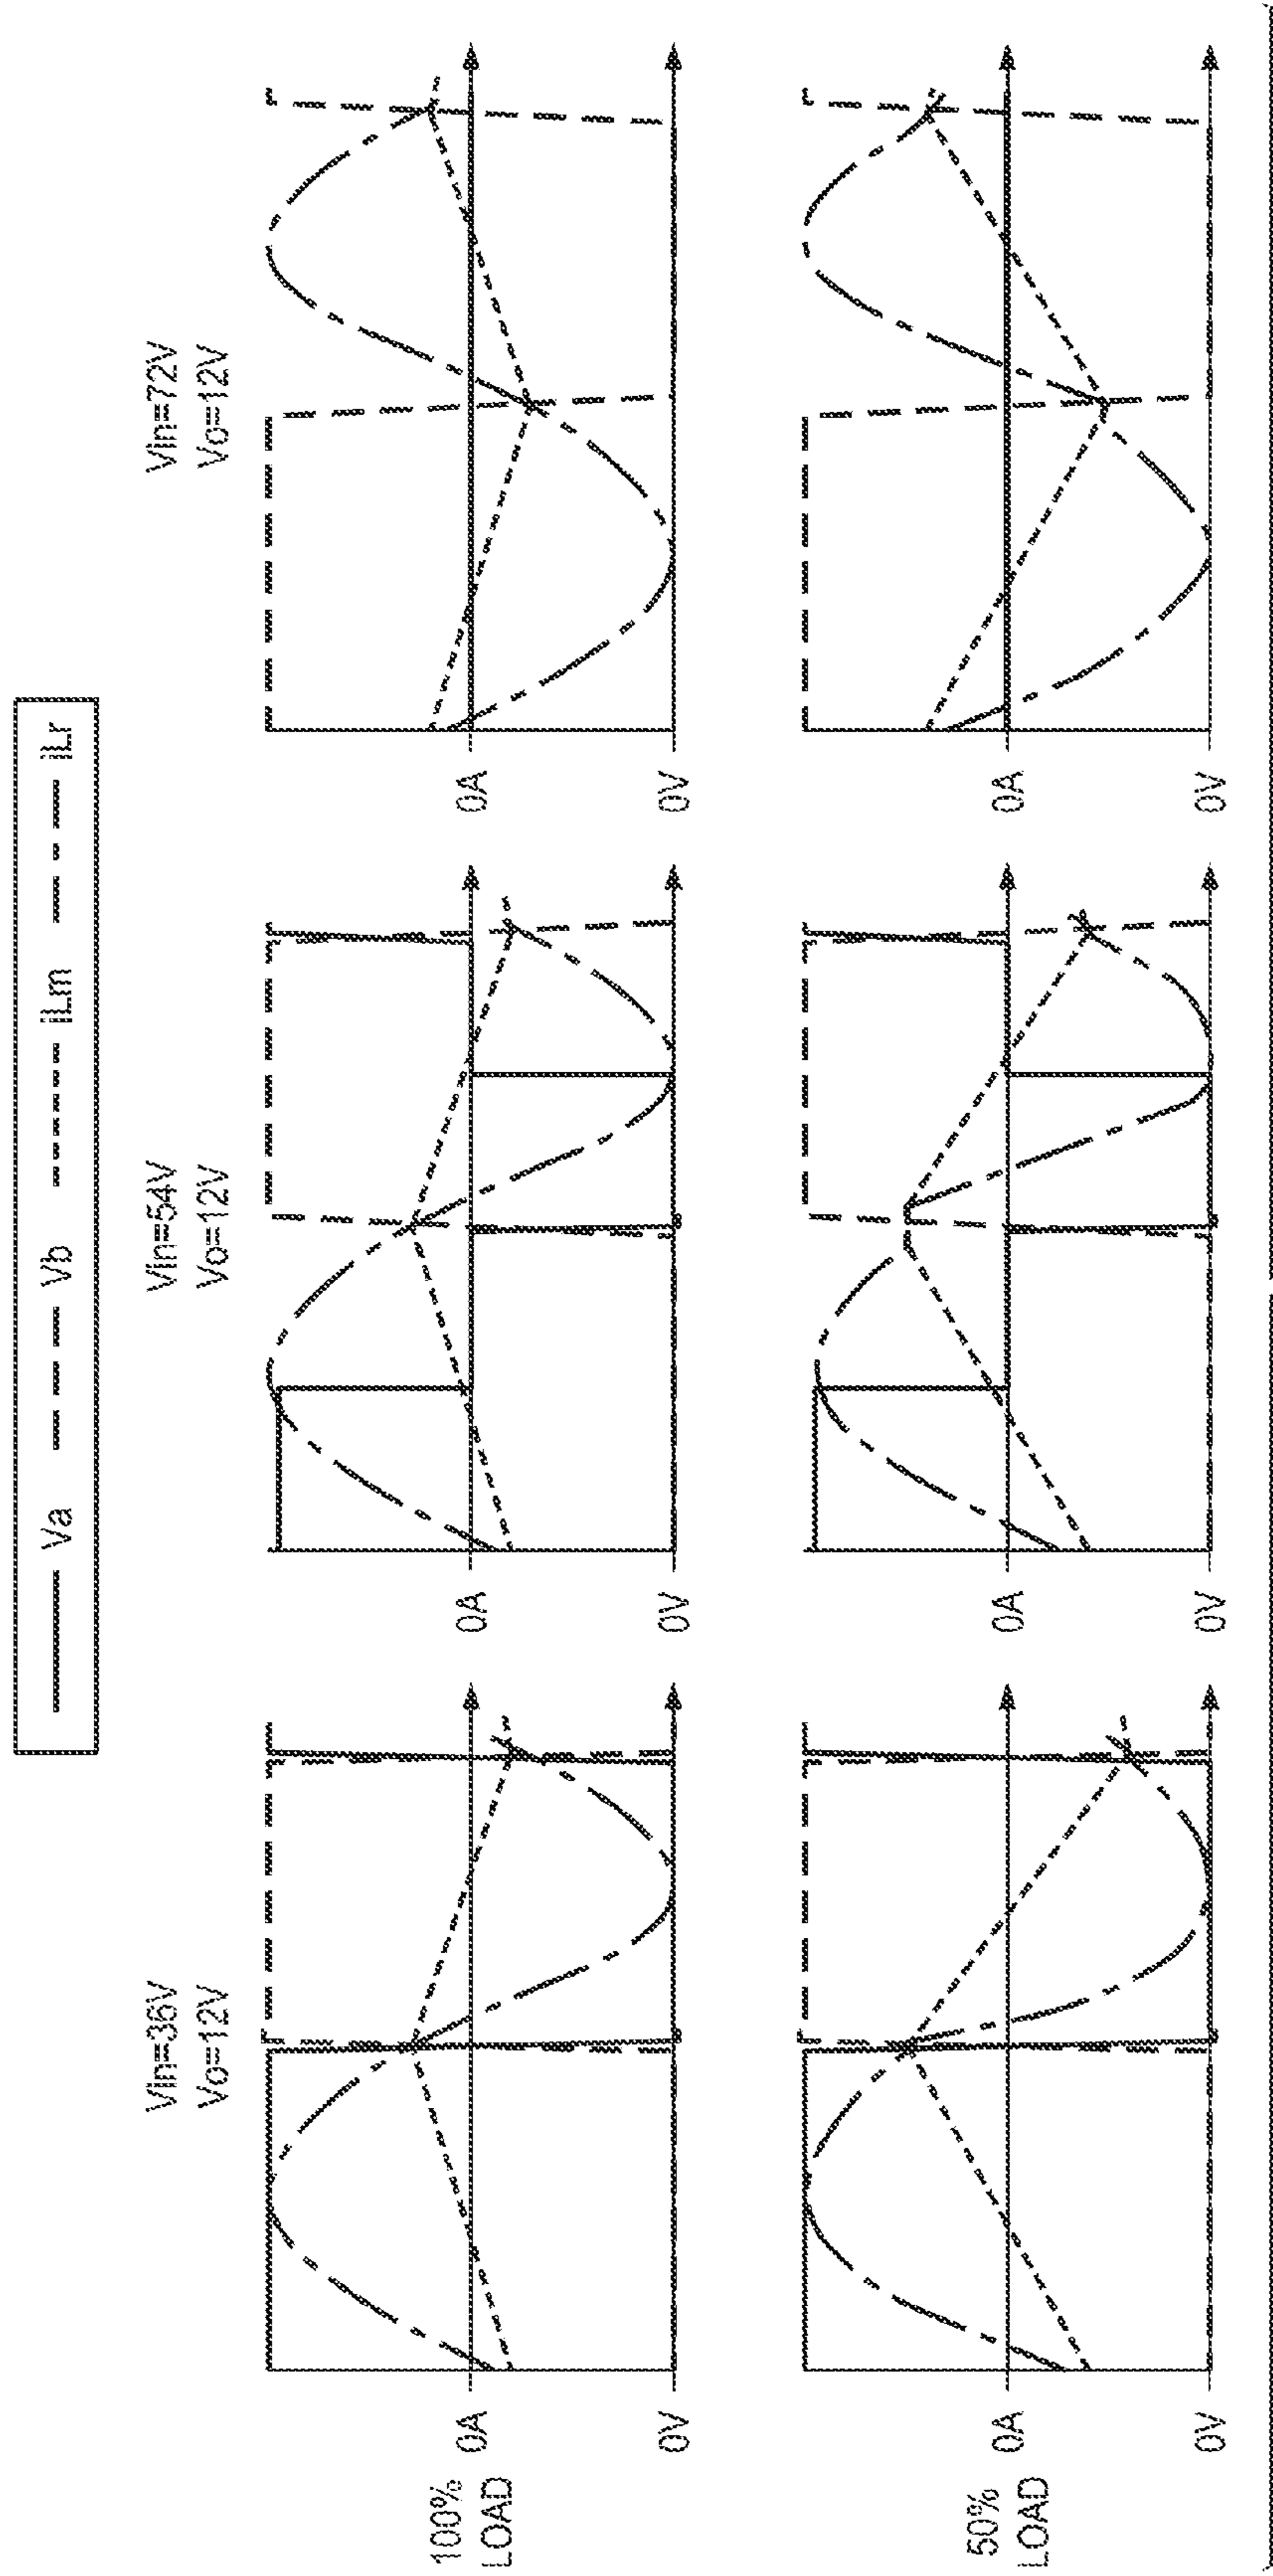 Va Vb iLm iLr
Vin=36V
Vo=12V
Vin=54V
Vo=12V
Vin=72V
Vo=12V
100%
LOAD
0A
0V
0A
0V
0A
0V
50%
LOAD
0A
0V
0A
0V
0A
0V